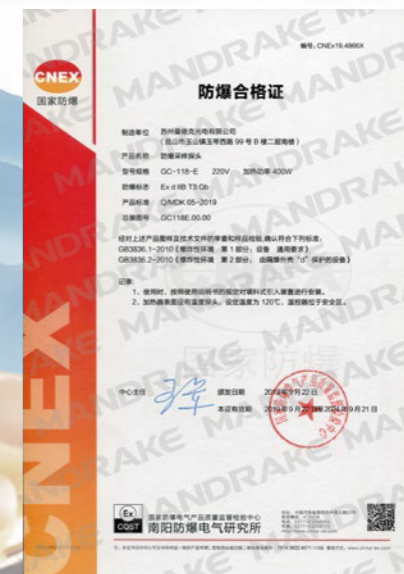 编号: CNEx19.4866X
CNEX
国家防爆
防爆合格证
制造单位 苏州曼德克光电有限公司
(昆山市玉山镇玉带西路 99 号 B 楼二层南楼)
产品名称 防爆采样探头
型号规格 GC-118-E 220V 加热功率 400W
防爆标志 Ex d IIB T3 Gb
产品标准 Q/MDK 05-2019
总装图号 GC118E.00.00
经对上述产品图样及技术文件的审查和样品检验,确认符合下列标准:
GB3836.1-2010《爆炸性环境 第 1 部分: 设备 通用要求》
GB3836.2-2010《爆炸性环境 第 2 部分: 由隔爆外壳“d”保护的设备》
记事:
1、使用时、按照使用说明书的规定对填料式引入装置进行安装。
2、加热器表面设有温度探头、设定温度为 120℃、温控器位于安全区。
国家防爆
中心主任
颁发日期 2019年9月22日
本证有效期 2019年9月22日至2024年9月21日
CNEX
Ex
CQST
国家防爆电气产品质量监督检验中心
南阳防爆电气研究所
MANDRAKE